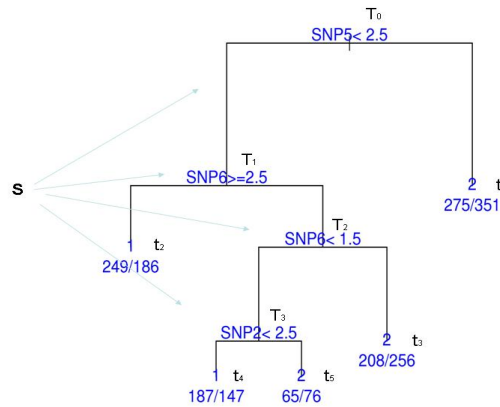 T0
SNP5< 2.5
T1
S
SNP6>=2.5
2 t
275/351
T2
1 t2
SNP6< 1.5
249/186
T3
SNP2< 2.5
2 t3
208/256
1 t4 2 t5
187/147 65/76